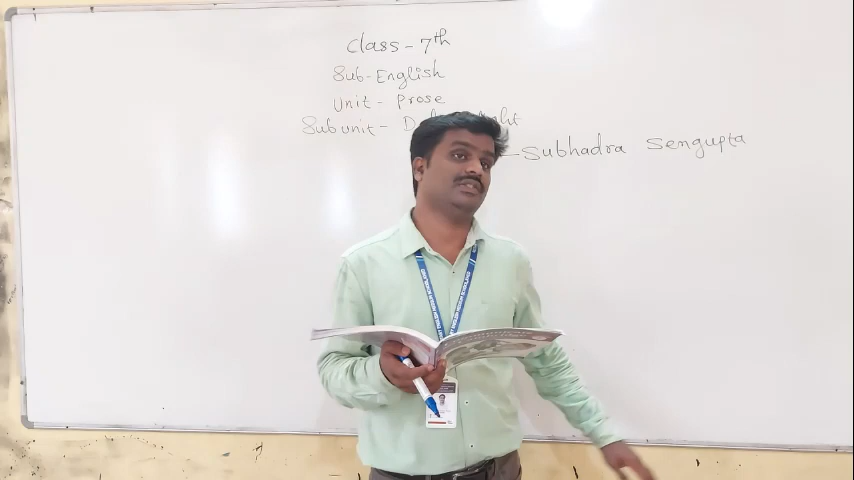 Class - 7th
Sub - English
Unit - Prose
Subunit -
- Subhadra Sengupta